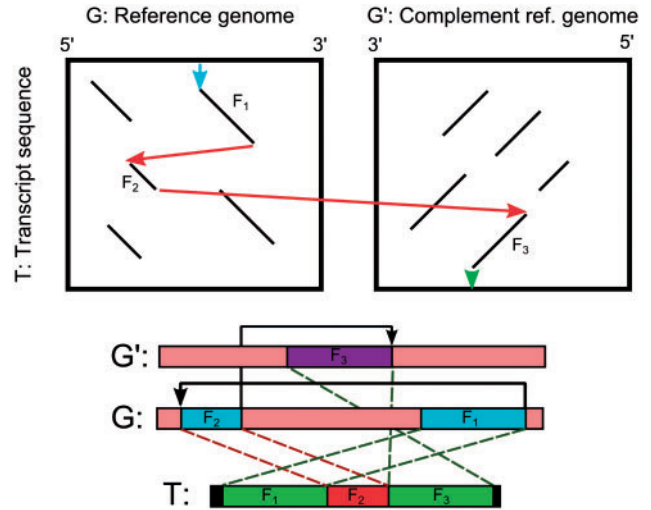 G: Reference genome
G': Complement ref. genome
5'
3'
3'
5'
T: Transcript sequence
F1
F2
F3
G':
F3
G:
F2
F1
T:
F1
F2
F3